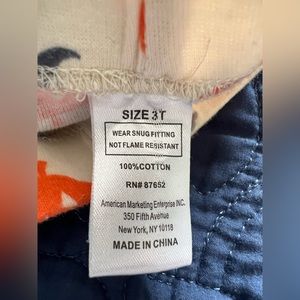 SIZE 3T
WEAR SNUG FITTING
NOT FLAME RESISTANT
100%COTTON
RN# 87652
American Marketing Enterprise INC.
350 Fifth Avenue
New York, NY 10118
MADE IN CHINA